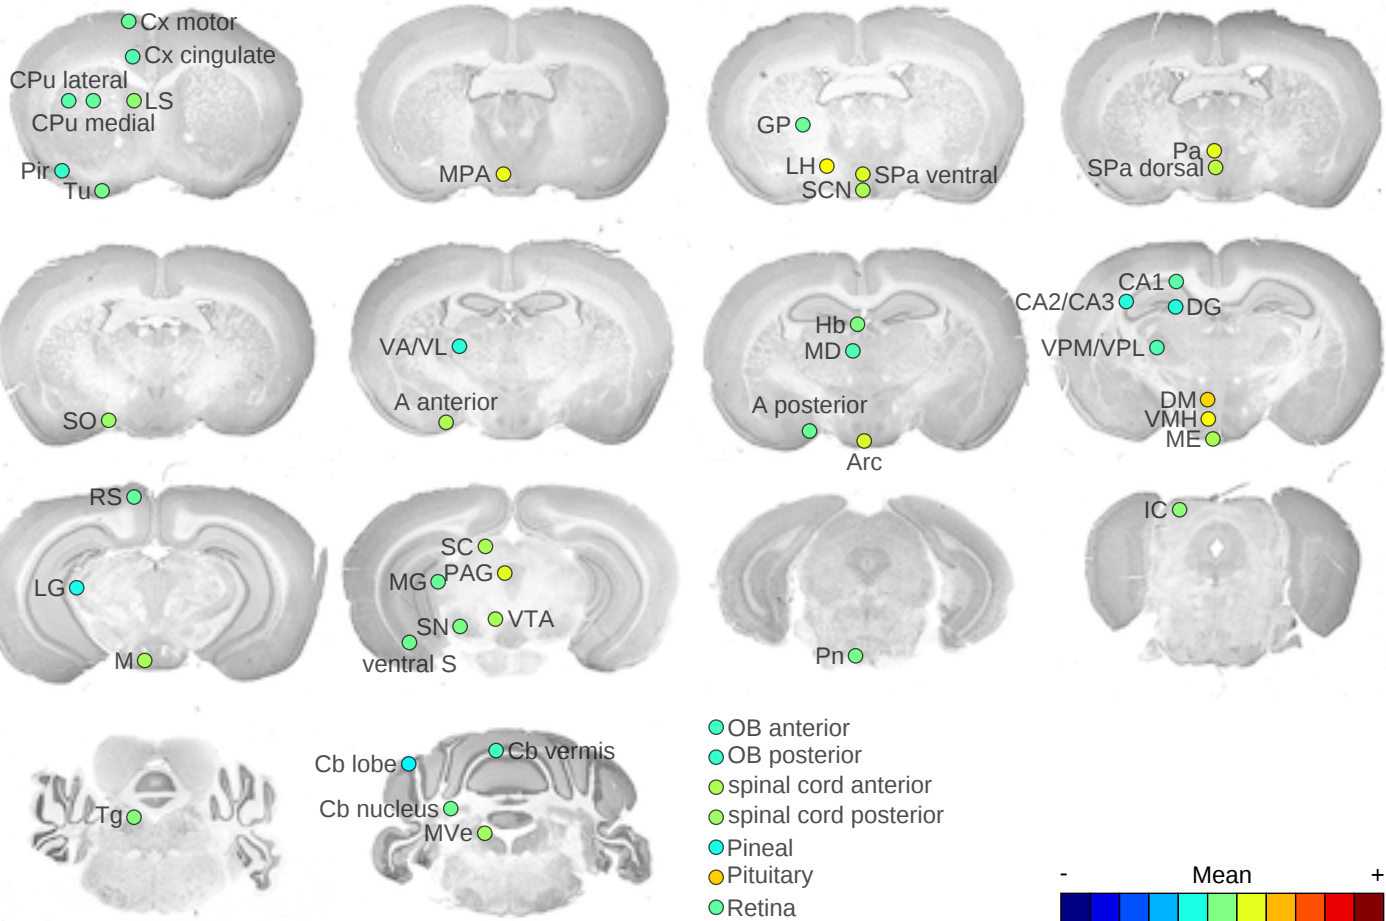 Cx motor
Cx cingulate
CPu lateral
LS
CPu medial
Pir
Tu
MPA
GP
LH
SPa ventral
SCN
Pa
SPa dorsal
SO
VA/VL
A anterior
Hb
MD
A posterior
Arc
CA1
CA2/CA3
DG
VPM/VPL
DM
VMH
ME
RS
LG
M
SC
PAG
MG
VTA
SN
ventral S
Pn
IC
Tg
Cb vermis
Cb lobe
Cb nucleus
MVe
OB anterior
OB posterior
spinal cord anterior
spinal cord posterior
Pineal
Pituitary
Retina
- Mean +